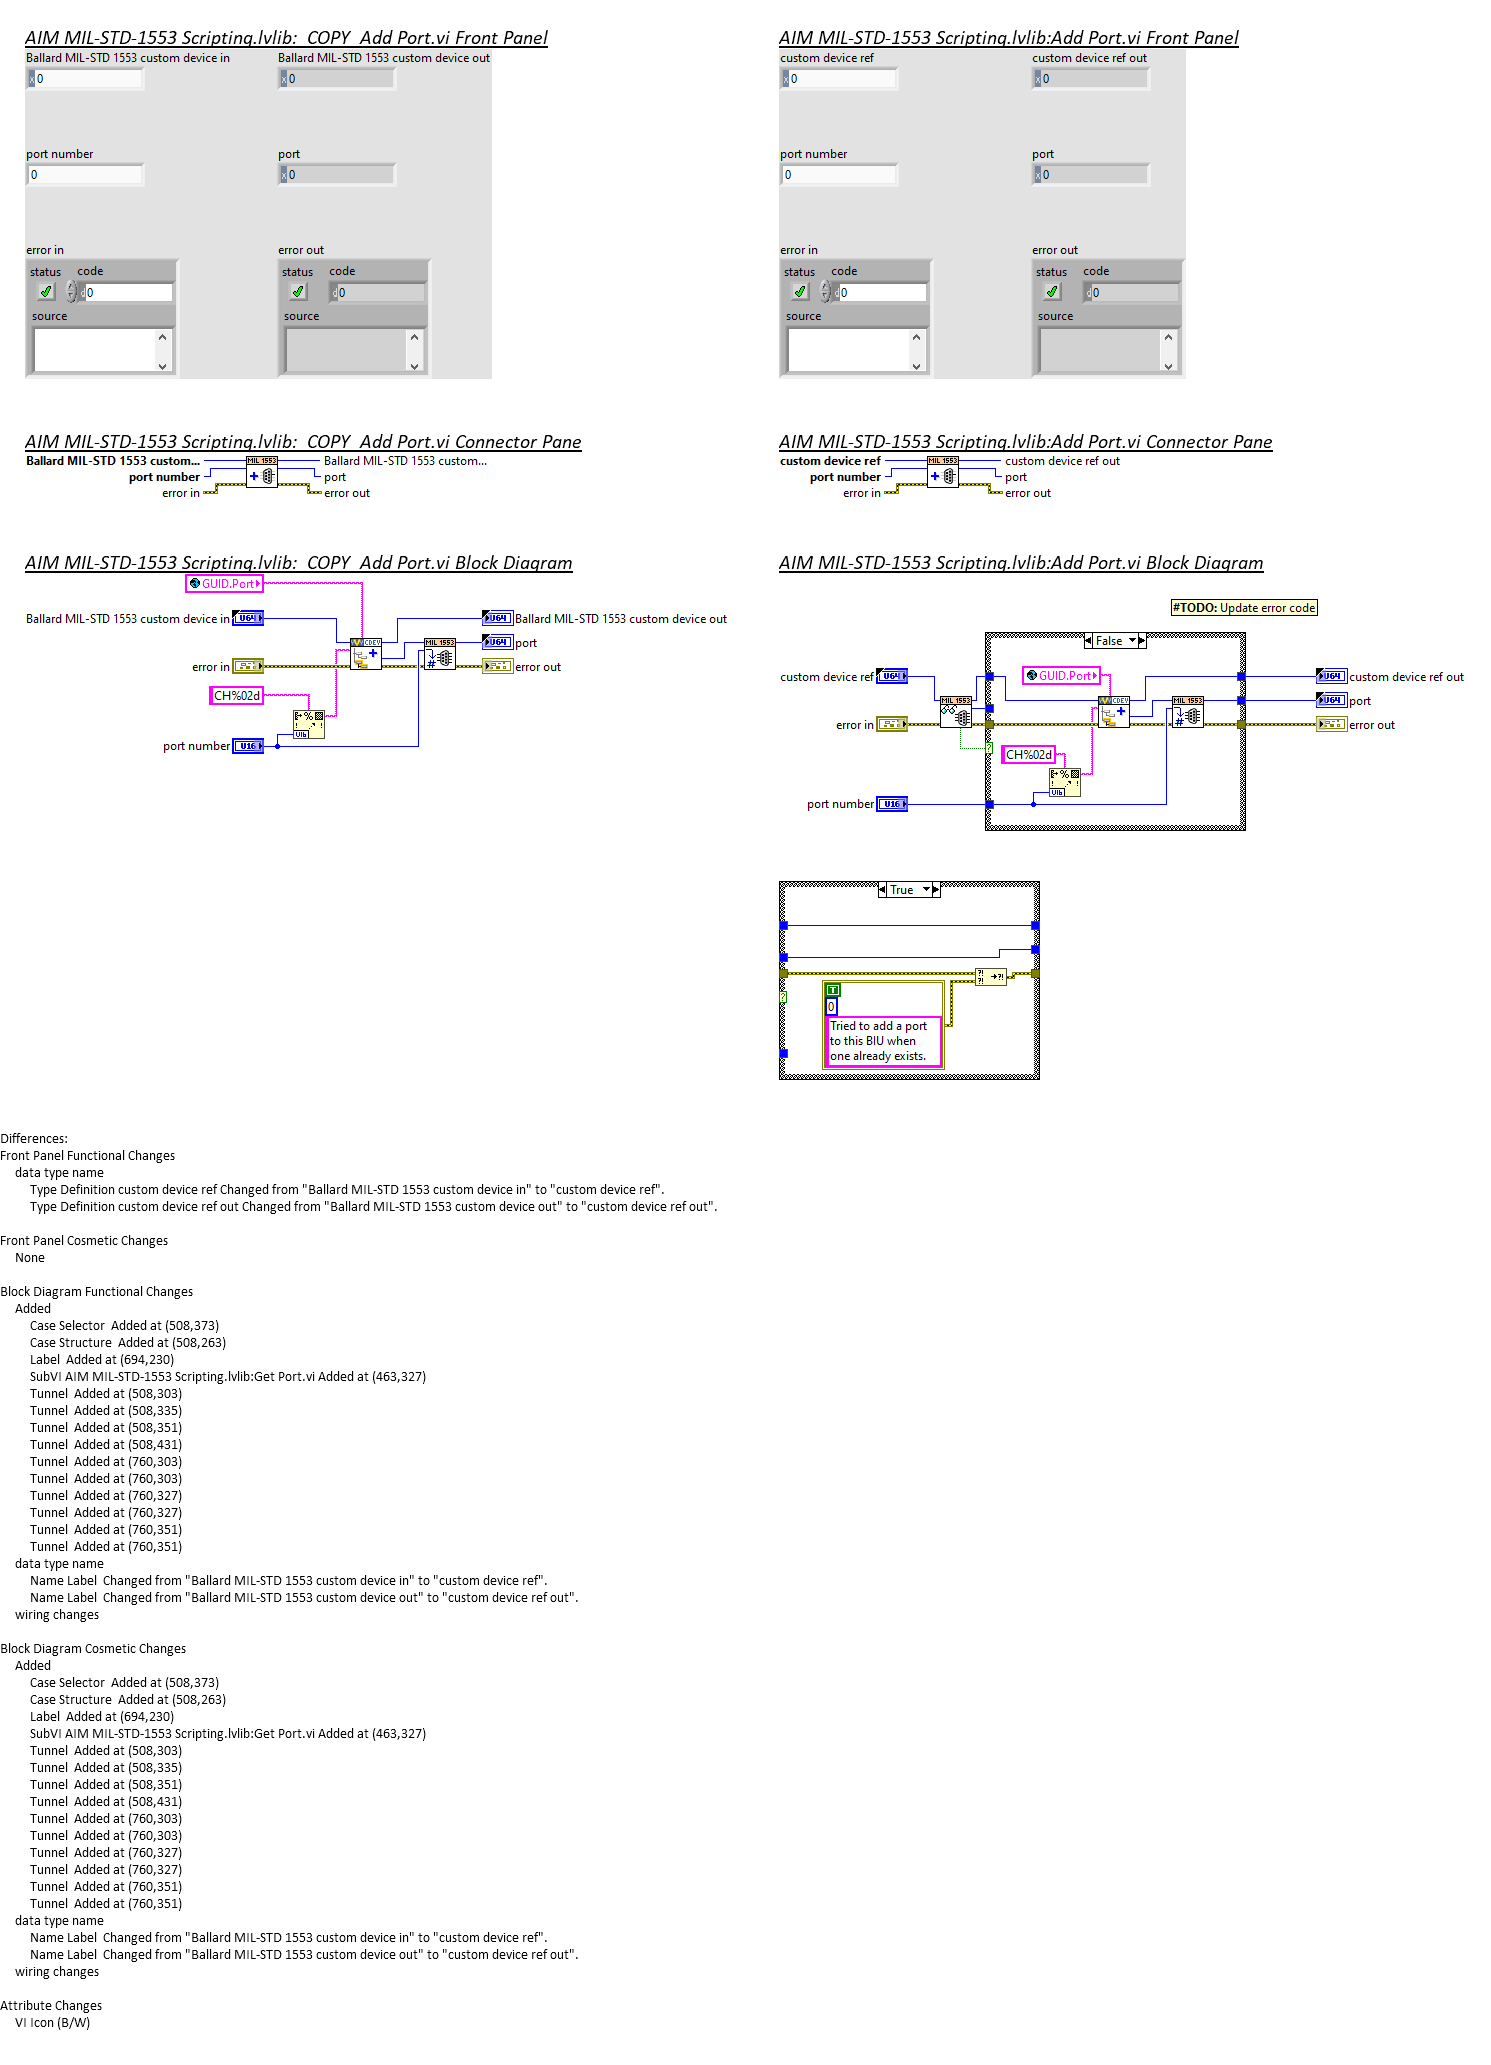 AIM MIL-STD-1553 Scripting.lvlib:  COPY  Add Port.vi Front Panel
Ballard MIL-STD 1553 custom device in
Ballard MIL-STD 1553 custom device out
x 0
x 0
port number
port
0
x 0
error in
error out
status code
status code
d 0
d 0
source
source
AIM MIL-STD-1553 Scripting.lvlib:Add Port.vi Front Panel
custom device ref
custom device ref out
x 0
x 0
port number
port
0
x 0
error in
error out
status code
status code
d 0
d 0
source
source
AIM MIL-STD-1553 Scripting.lvlib:  COPY  Add Port.vi Connector Pane
Ballard MIL-STD 1553 custom...
MIL 1553
Ballard MIL-STD 1553 custom...
port number
port
error in
error out
AIM MIL-STD-1553 Scripting.lvlib:Add Port.vi Connector Pane
custom device ref
MIL 1553
custom device ref out
port number
port
error in
error out
AIM MIL-STD-1553 Scripting.lvlib:  COPY  Add Port.vi Block Diagram
GUID.Port
Ballard MIL-STD 1553 custom device in
U64
U64
Ballard MIL-STD 1553 custom device out
CDEV
MIL 1553
U64
port
error in
error out
CH%02d
port number
U16
U16
AIM MIL-STD-1553 Scripting.lvlib:Add Port.vi Block Diagram
#TODO: Update error code
False
custom device ref
U64
GUID.Port
U64
custom device ref out
MIL 1553
CDEV
MIL 1553
U64
port
error in
error out
?
CH%02d
U16
port number
U16
True
?
T
0
Tried to add a port
to this BIU when
one already exists.
Differences:
Front Panel Functional Changes
data type name
Type Definition custom device ref Changed from "Ballard MIL-STD 1553 custom device in" to "custom device ref".
Type Definition custom device ref out Changed from "Ballard MIL-STD 1553 custom device out" to "custom device ref out".
Front Panel Cosmetic Changes
None
Block Diagram Functional Changes
Added
Case Selector  Added at (508,373)
Case Structure  Added at (508,263)
Label  Added at (694,230)
SubVI AIM MIL-STD-1553 Scripting.lvlib:Get Port.vi Added at (463,327)
Tunnel  Added at (508,303)
Tunnel  Added at (508,335)
Tunnel  Added at (508,351)
Tunnel  Added at (508,431)
Tunnel  Added at (760,303)
Tunnel  Added at (760,303)
Tunnel  Added at (760,327)
Tunnel  Added at (760,327)
Tunnel  Added at (760,351)
Tunnel  Added at (760,351)
data type name
Name Label  Changed from "Ballard MIL-STD 1553 custom device in" to "custom device ref".
Name Label  Changed from "Ballard MIL-STD 1553 custom device out" to "custom device ref out".
wiring changes
Block Diagram Cosmetic Changes
Added
Case Selector  Added at (508,373)
Case Structure  Added at (508,263)
Label  Added at (694,230)
SubVI AIM MIL-STD-1553 Scripting.lvlib:Get Port.vi Added at (463,327)
Tunnel  Added at (508,303)
Tunnel  Added at (508,335)
Tunnel  Added at (508,351)
Tunnel  Added at (508,431)
Tunnel  Added at (760,303)
Tunnel  Added at (760,303)
Tunnel  Added at (760,327)
Tunnel  Added at (760,327)
Tunnel  Added at (760,351)
Tunnel  Added at (760,351)
data type name
Name Label  Changed from "Ballard MIL-STD 1553 custom device in" to "custom device ref".
Name Label  Changed from "Ballard MIL-STD 1553 custom device out" to "custom device ref out".
wiring changes
Attribute Changes
VI Icon (B/W)